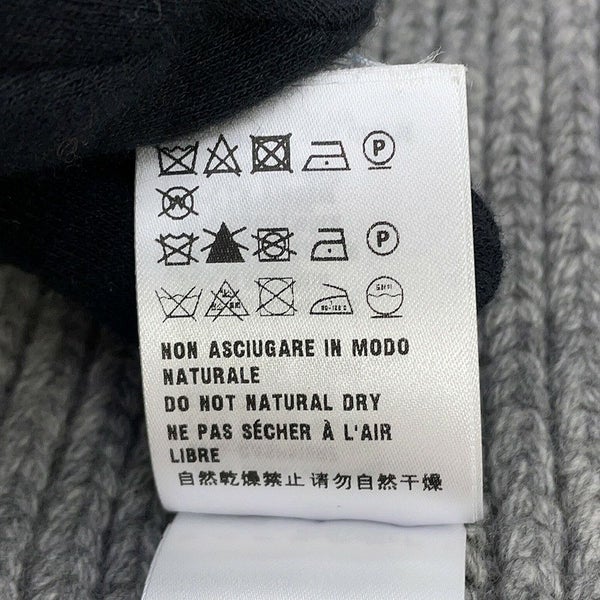 P
W
P
NON ASCIUGARE IN MODO
NATURALE
DO NOT NATURAL DRY
NE PAS SÉCHER À L'AIR
LIBRE
自然乾燥禁止 请勿自然干燥